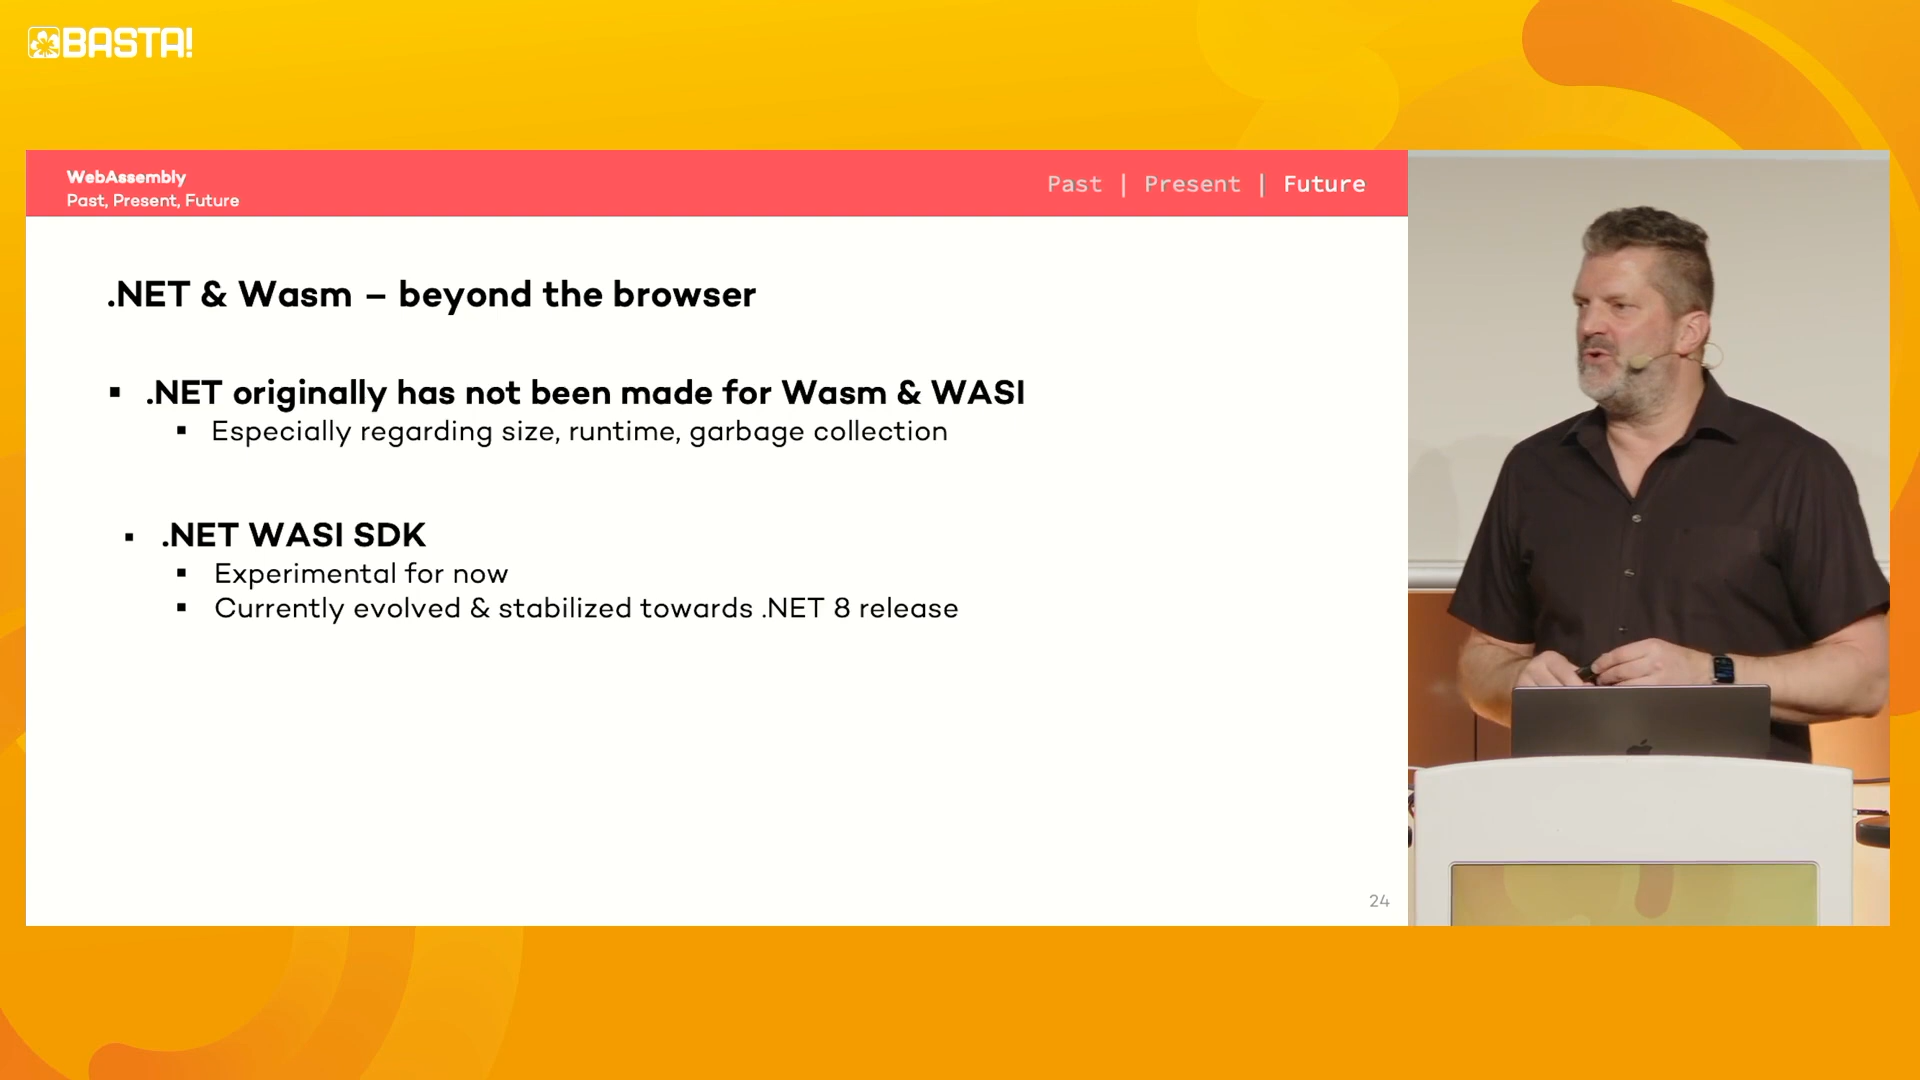 BASTA!
WebAssembly
Past, Present, Future
Past | Present | Future
.NET & Wasm – beyond the browser
▪ .NET originally has not been made for Wasm & WASI
▪ Especially regarding size, runtime, garbage collection
▪ .NET WASI SDK
▪ Experimental for now
▪ Currently evolved & stabilized towards .NET 8 release
24